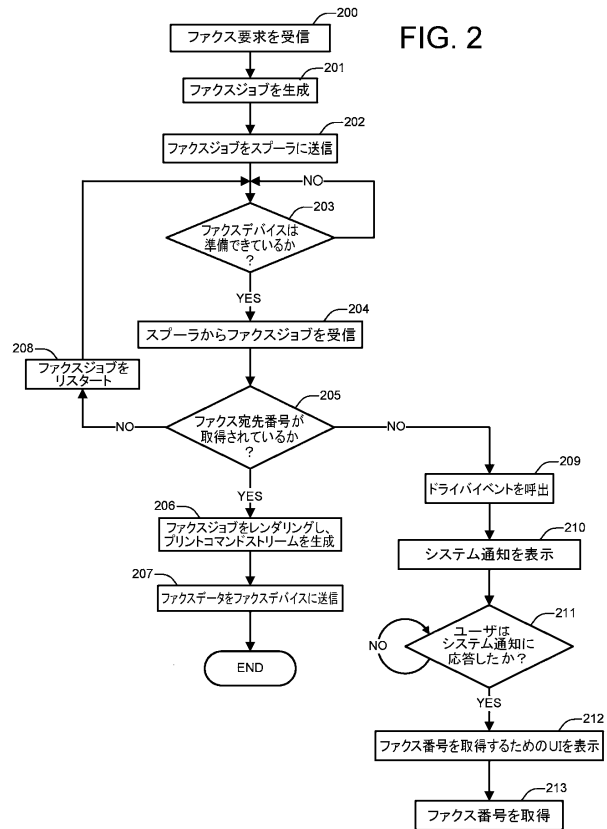 FIG. 2
200
ファクス要求を受信
201
ファクスジョブを生成
202
ファクスジョブをスプーラに送信
NO
203
ファクスデバイスは
準備できているか
?
YES
204
スプーラからファクスジョブを受信
208
ファクスジョブを
リスタート
205
ファクス宛先番号が
取得されているか
?
NO
NO
YES
206
ファクスジョブをレンダリングし、
プリントコマンドストリームを生成
207
ファクスデータをファクスデバイスに送信
END
209
ドライバイベントを呼出
210
システム通知を表示
211
ユーザは
システム通知に
応答したか?
NO
YES
212
ファクス番号を取得するためのUIを表示
213
ファクス番号を取得